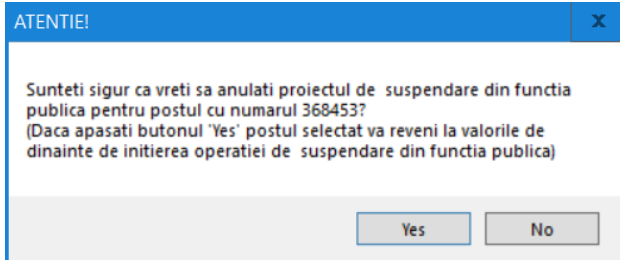 ATENTIE!
x
Sunteti sigur ca vreti sa anulati proiectul de  suspendare din functia
publica pentru postul cu numarul 368453?
(Daca apasati butonul 'Yes' postul selectat va reveni la valorile de
dinainte de initierea operatiei de  suspendare din functia publica)
Yes No